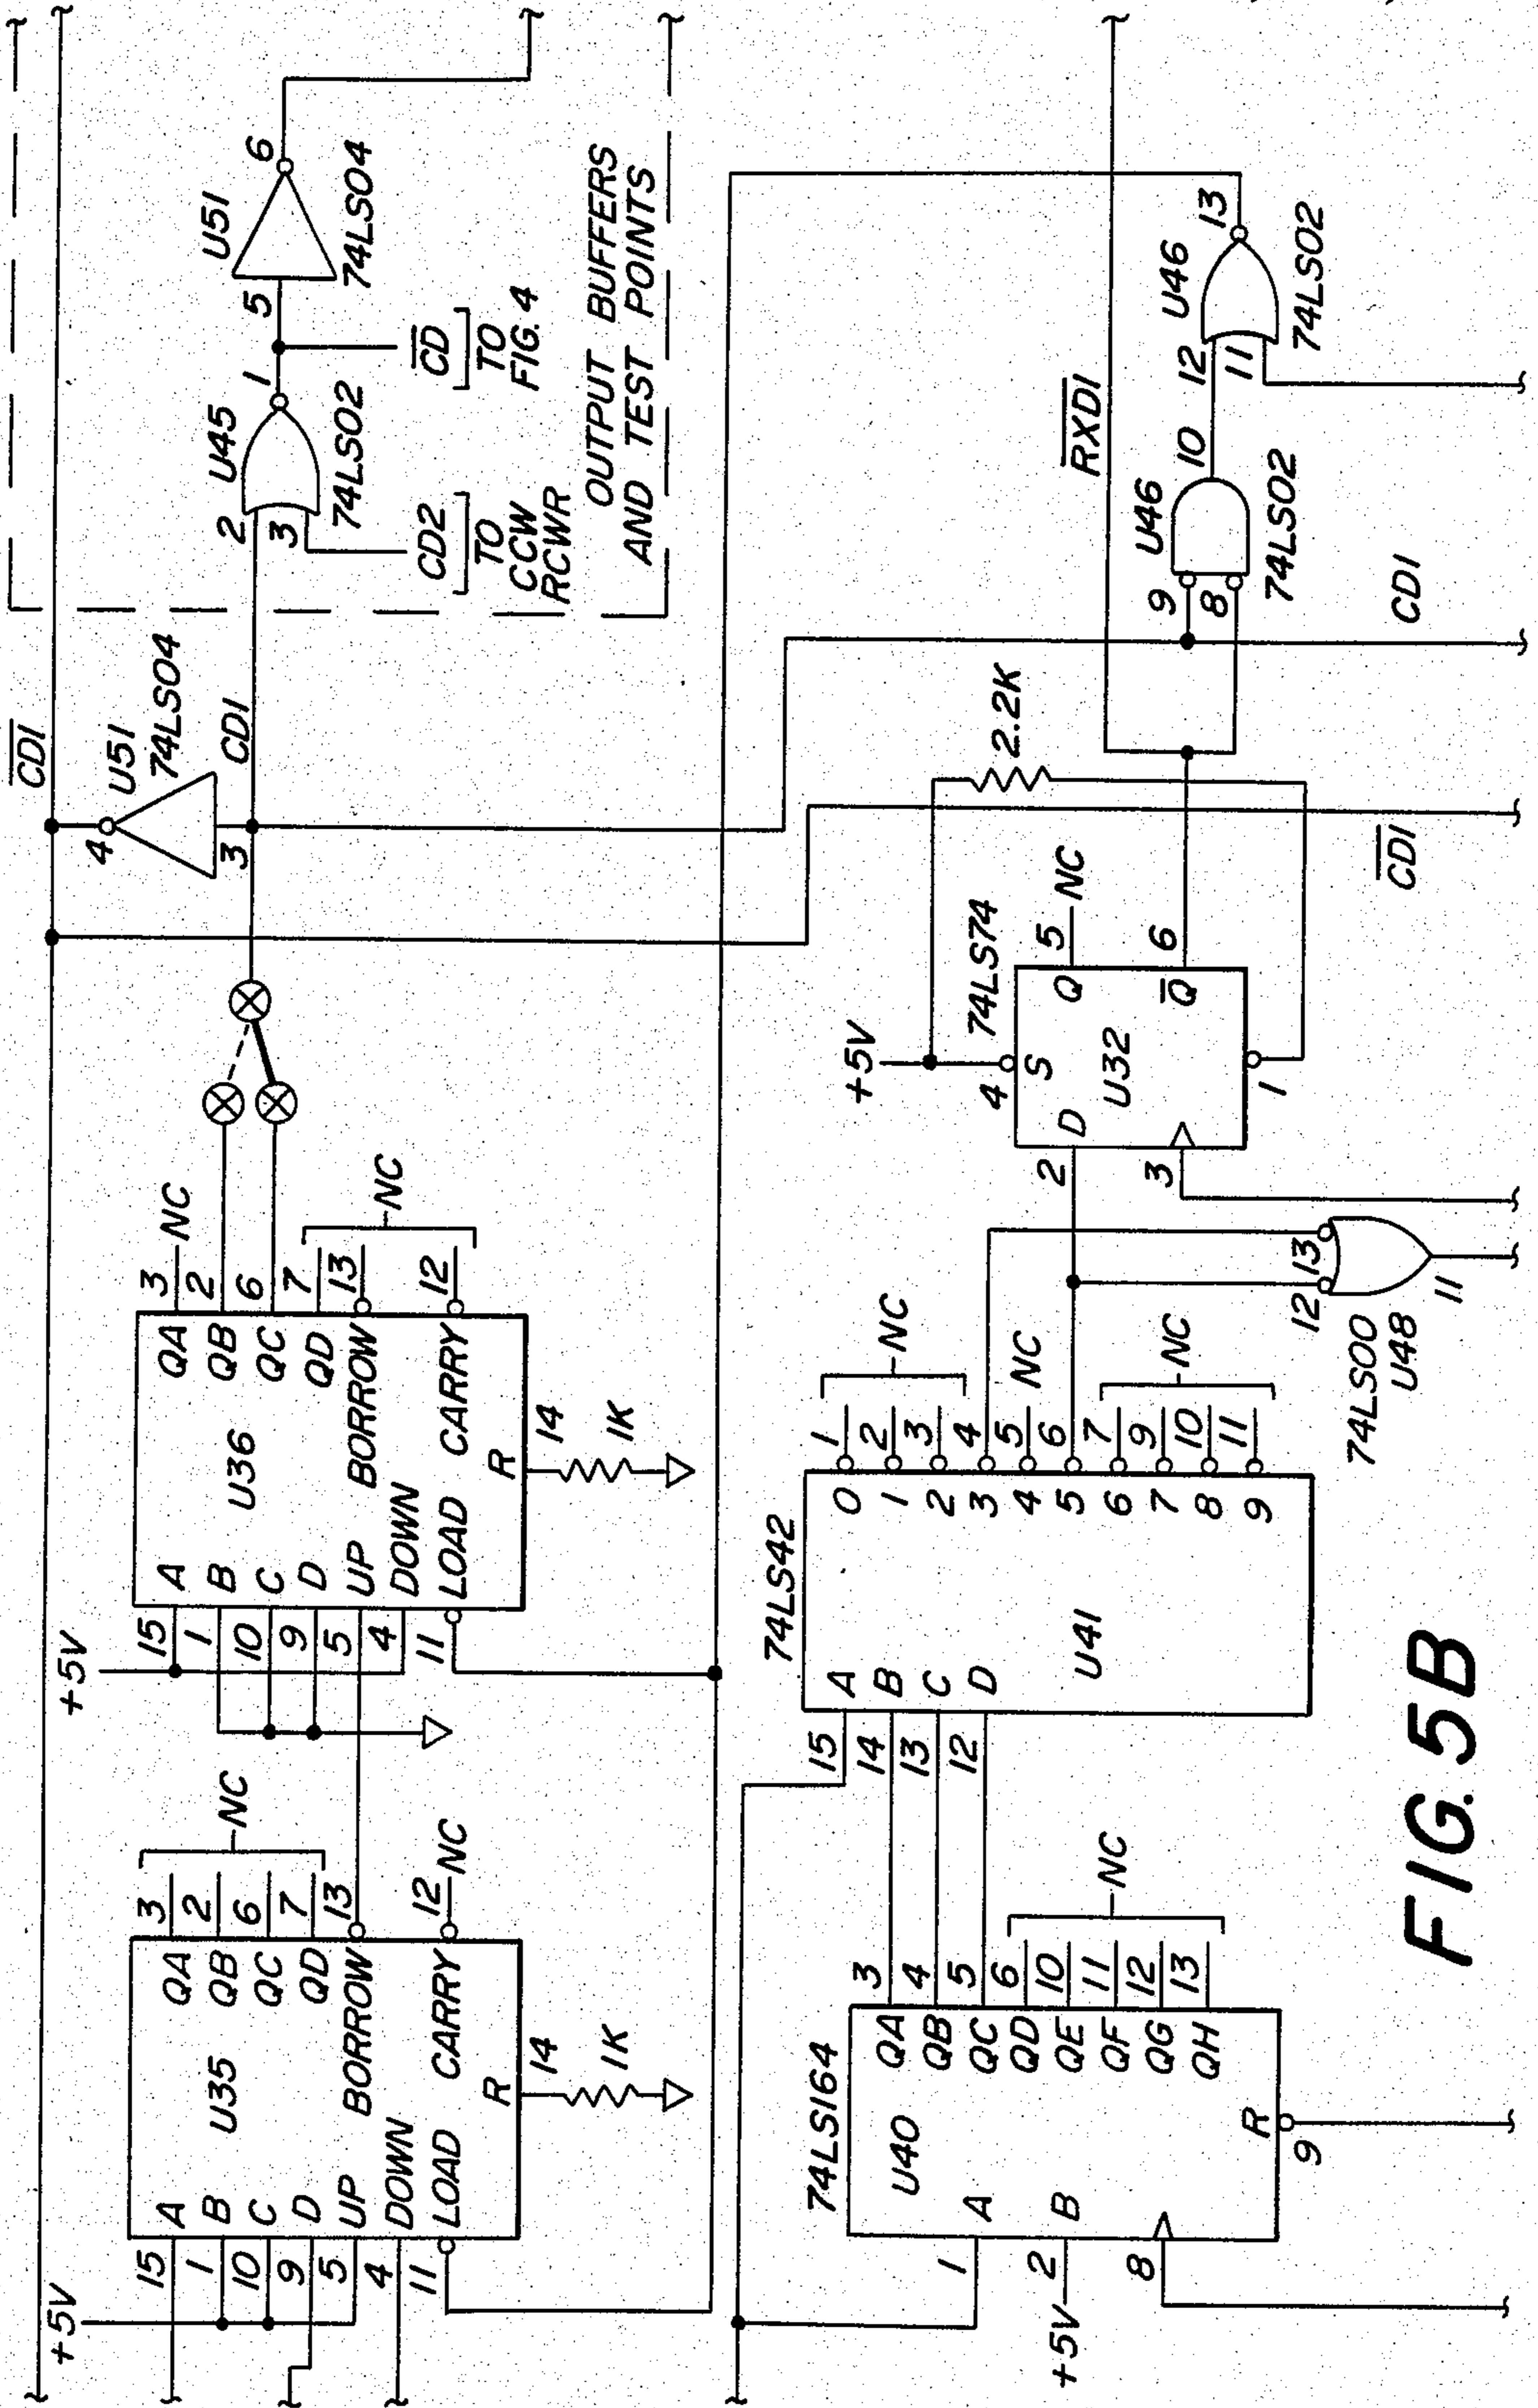 CD1
U51
74LS04
4
3
CD1
U45
2
3
1
74LS02
U51
5
6
74LS04
CD2
TO
CCW
RCWR
CD
TO
FIG. 4
OUTPUT BUFFERS
AND TEST POINTS
+5V
15
1
10
9
5
4
11
A
B
C
D
UP
DOWN
LOAD
U35
QA
QB
QC
QD
BORROW
CARRY
R
3
2
6
7
13
12
NC
NC
14
1K
+5V
15
1
10
9
5
4
11
A
B
C
D
UP
DOWN
LOAD
U36
QA
QB
QC
QD
BORROW
CARRY
R
3
2
6
7
13
12
NC
NC
14
1K
74LS164
U40
1
2
8
+5V
A
B
R
9
QA
QB
QC
QD
QE
QF
QG
QH
3
4
5
6
10
11
12
13
NC
74LS42
U41
15
14
13
12
A
B
C
D
0
1
2
3
4
5
6
7
8
9
1
2
3
4
5
6
7
9
10
11
NC
NC
NC
12
13
11
74LS00
U48
+5V
74LS74
4
S
D
2
3
U32
Q
Q
5
NC
6
1
2.2K
CD1
RXD1
U46
9
8
10
74LS02
CD1
U46
12
11
13
74LS02
FIG. 5B